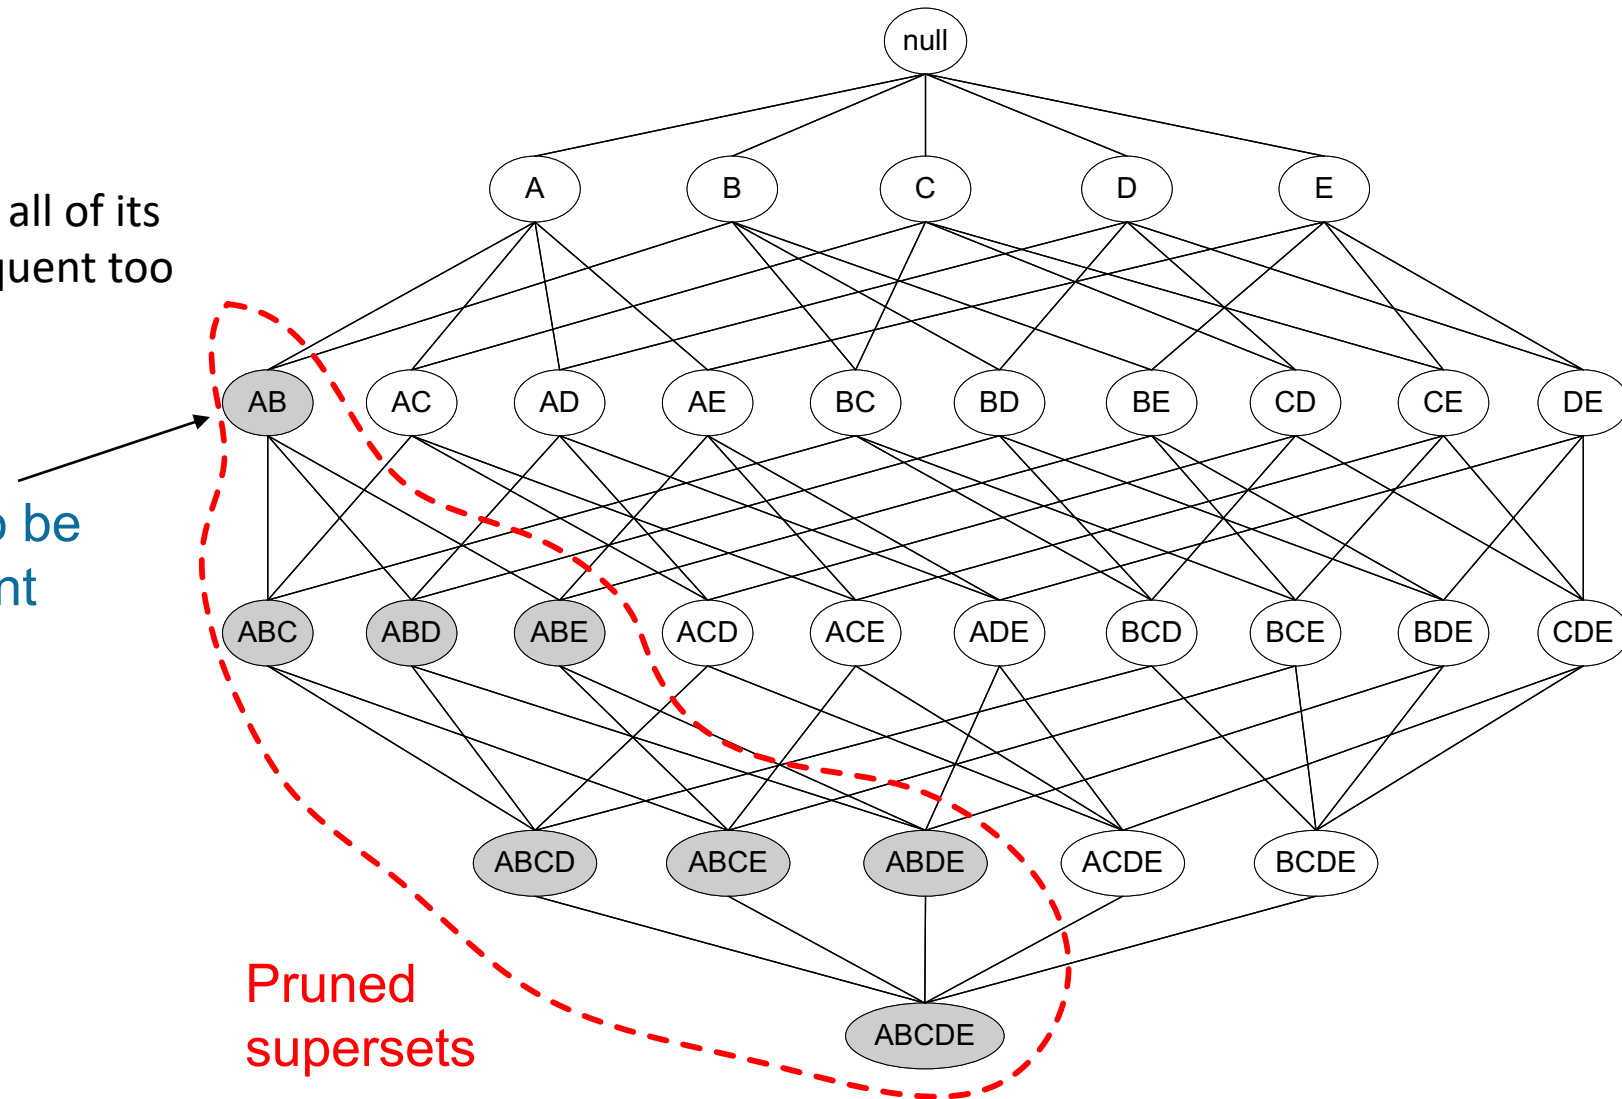 null
A B C D E
all of its
quent too
AB AC AD AE BC BD BE CD CE DE
be
nt
ABC ABD ABE ACD ACE ADE BCD BCE BDE CDE
ABCD ABCE ABDE ACDE BCDE
Pruned
supersets
ABCDE